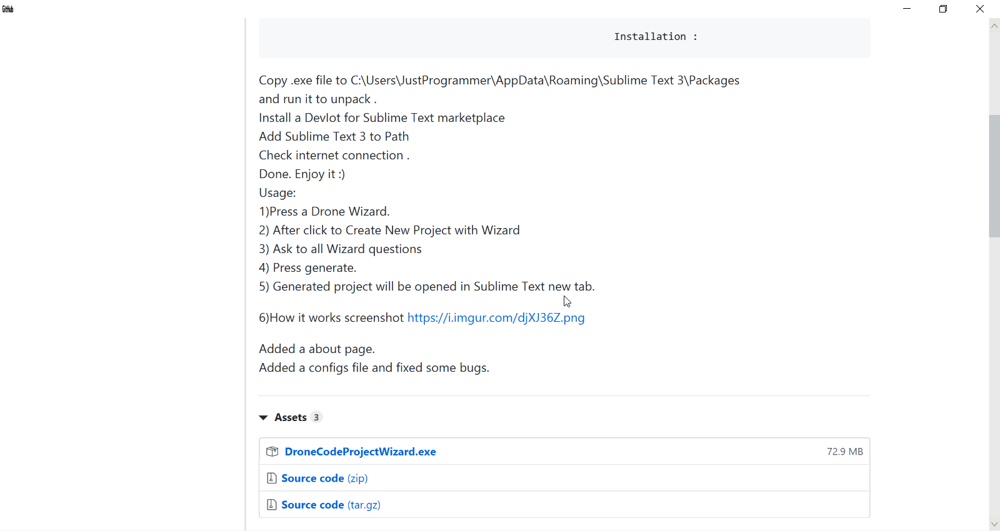 GitHub
Installation :
Copy .exe file to C:\Users\JustProgrammer\AppData\Roaming\Sublime Text 3\Packages
and run it to unpack .
Install a DevIot for Sublime Text marketplace
Add Sublime Text 3 to Path
Check internet connection .
Done. Enjoy it :)
Usage:
1)Press a Drone Wizard.
2) After click to Create New Project with Wizard
3) Ask to all Wizard questions
4) Press generate.
5) Generated project will be opened in Sublime Text new tab.
6)How it works screenshot https://i.imgur.com/djXJ36Z.png
Added a about page.
Added a configs file and fixed some bugs.
Assets 3
DroneCodeProjectWizard.exe 72.9 MB
Source code (zip)
Source code (tar.gz)